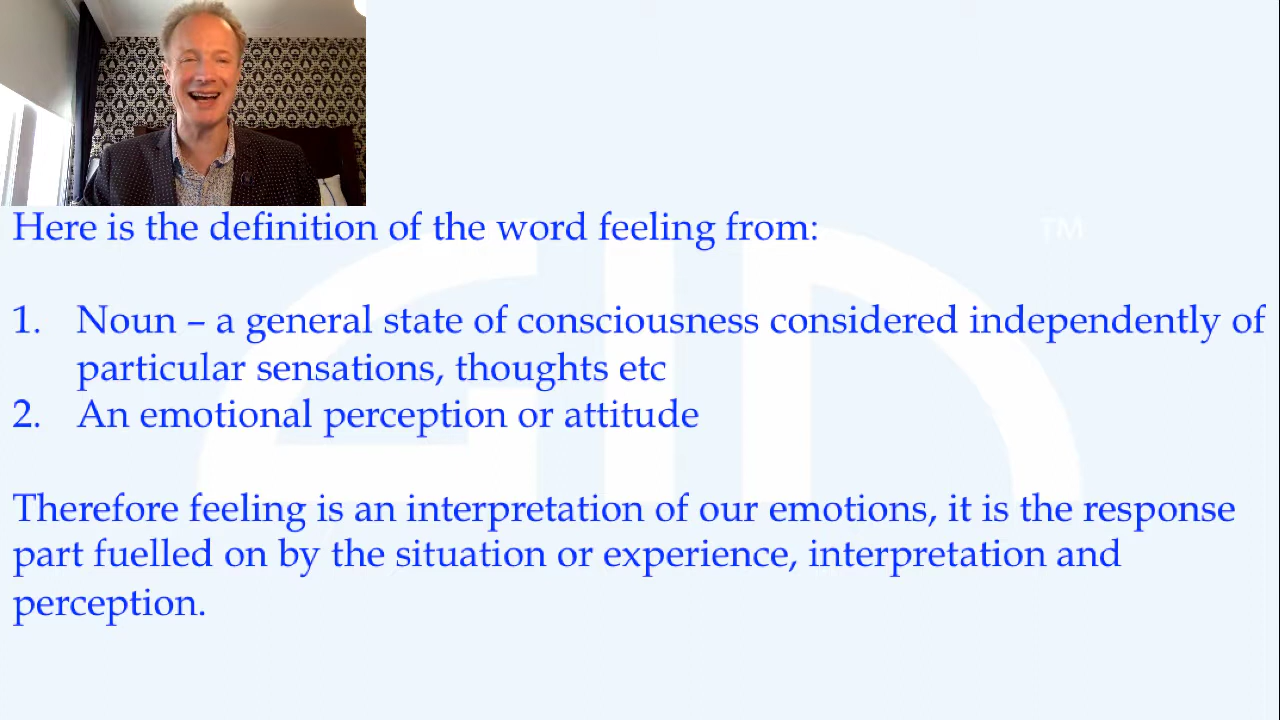 TM
Here is the definition of the word feeling from:
1. Noun – a general state of consciousness considered independently of
particular sensations, thoughts etc
2. An emotional perception or attitude
Therefore feeling is an interpretation of our emotions, it is the response
part fuelled on by the situation or experience, interpretation and
perception.